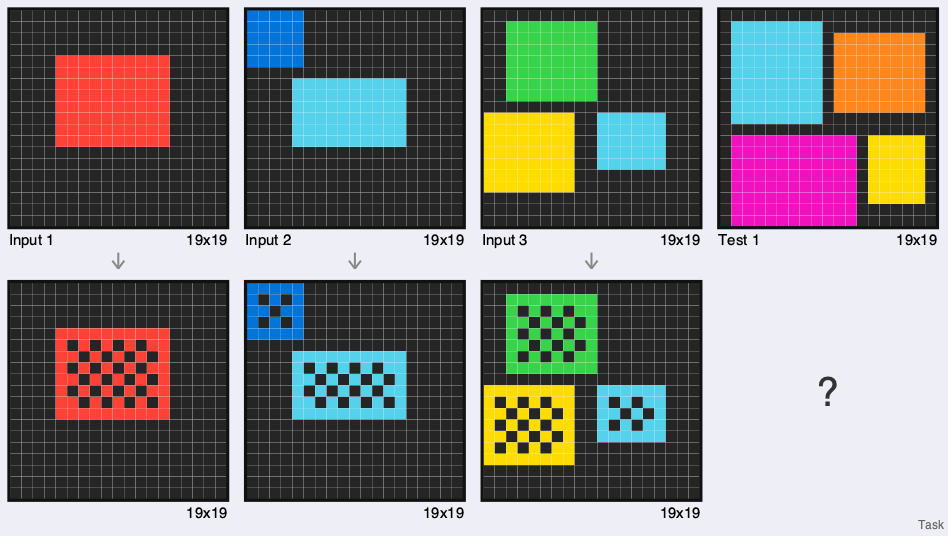 Input 1 19x19
Input 2 19x19
Input 3 19x19
Test 1 19x19
↓ ↓ ↓
?
19x19
19x19
19x19
Task